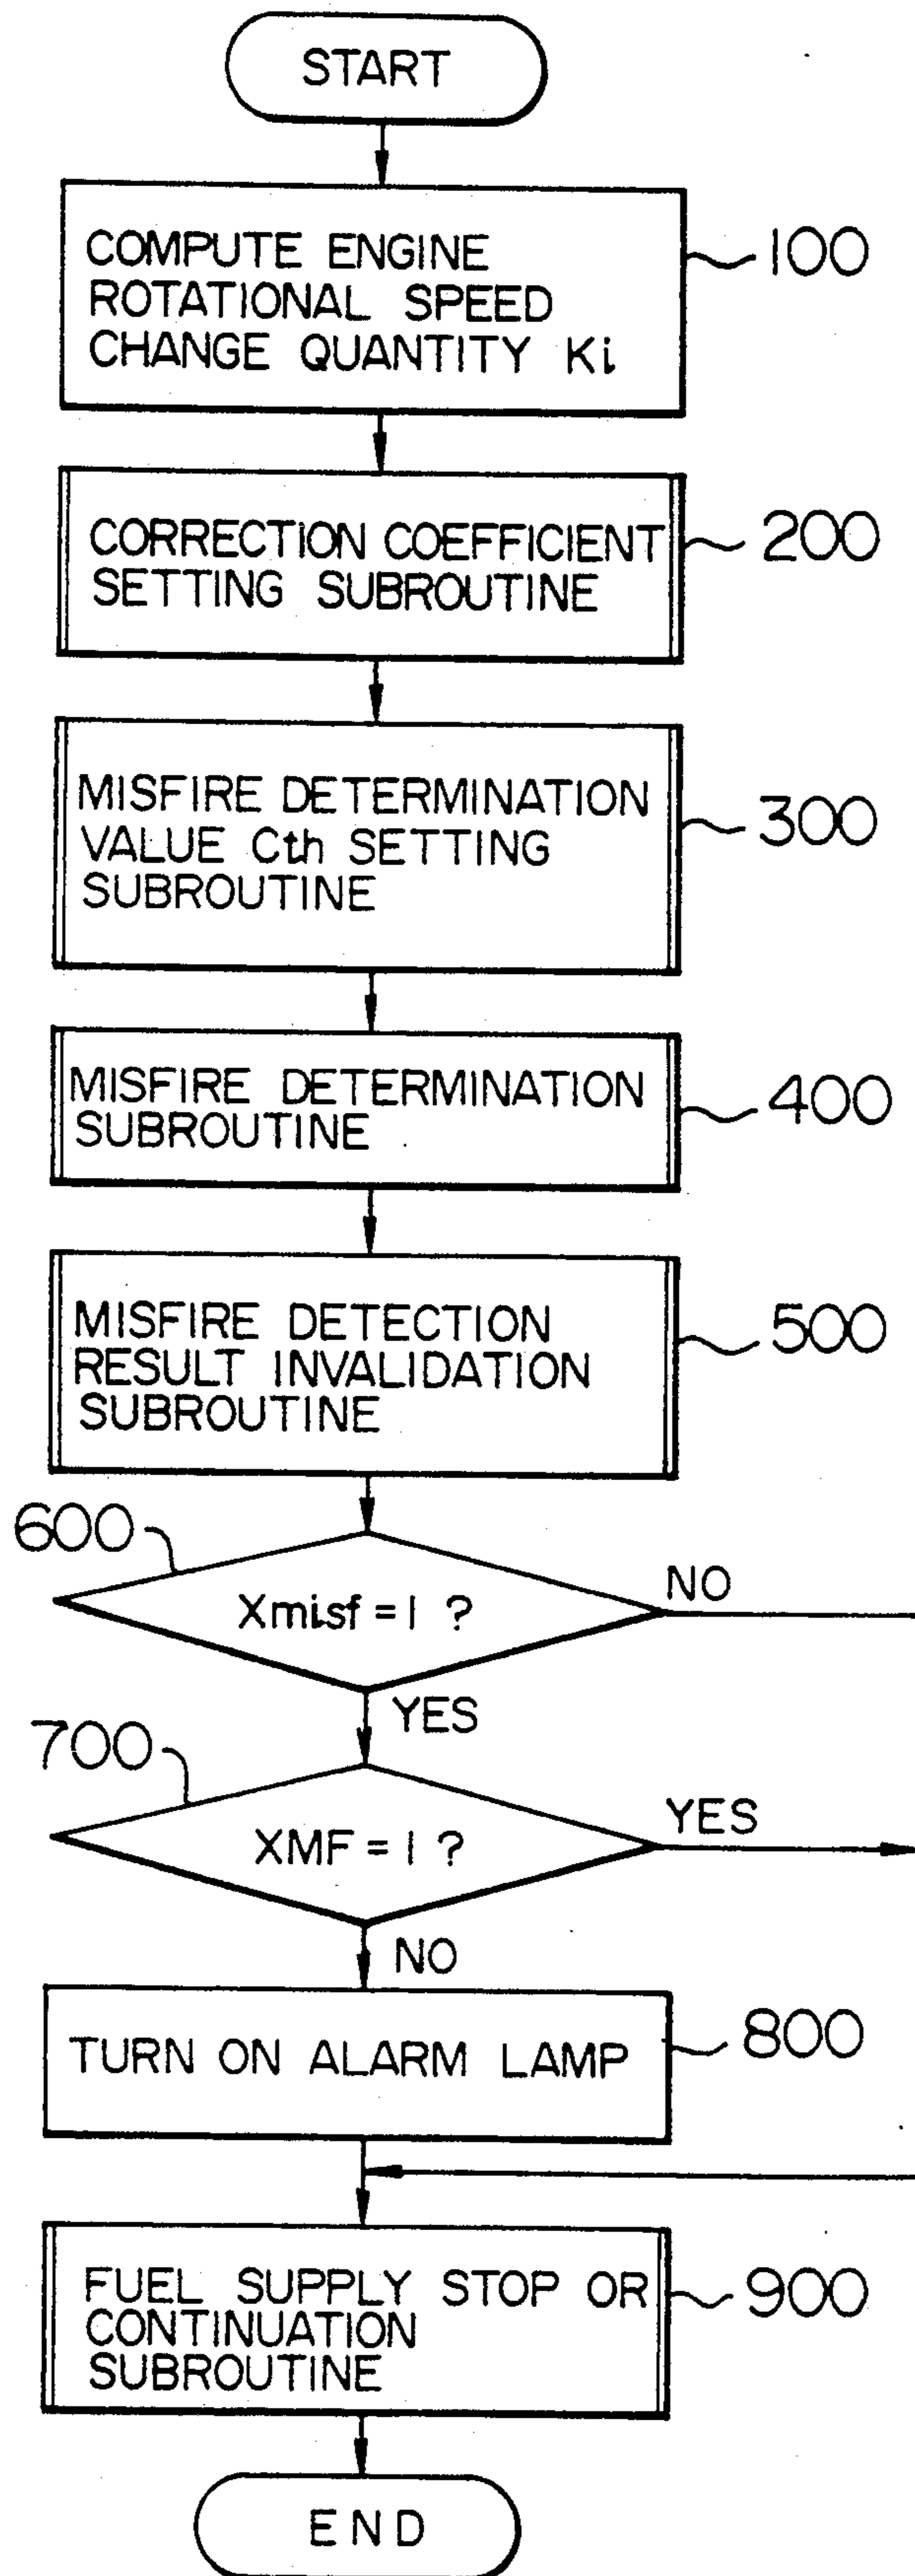 START
COMPUTE ENGINE
ROTATIONAL SPEED
CHANGE QUANTITY Ki
100
CORRECTION COEFFICIENT
SETTING SUBROUTINE
200
MISFIRE DETERMINATION
VALUE Cth SETTING
SUBROUTINE
300
MISFIRE DETERMINATION
SUBROUTINE
400
MISFIRE DETECTION
RESULT INVALIDATION
SUBROUTINE
500
600
Xmisf = 1 ?
NO
YES
700
XMF = 1 ?
YES
NO
TURN ON ALARM LAMP
800
FUEL SUPPLY STOP OR
CONTINUATION
SUBROUTINE
900
END